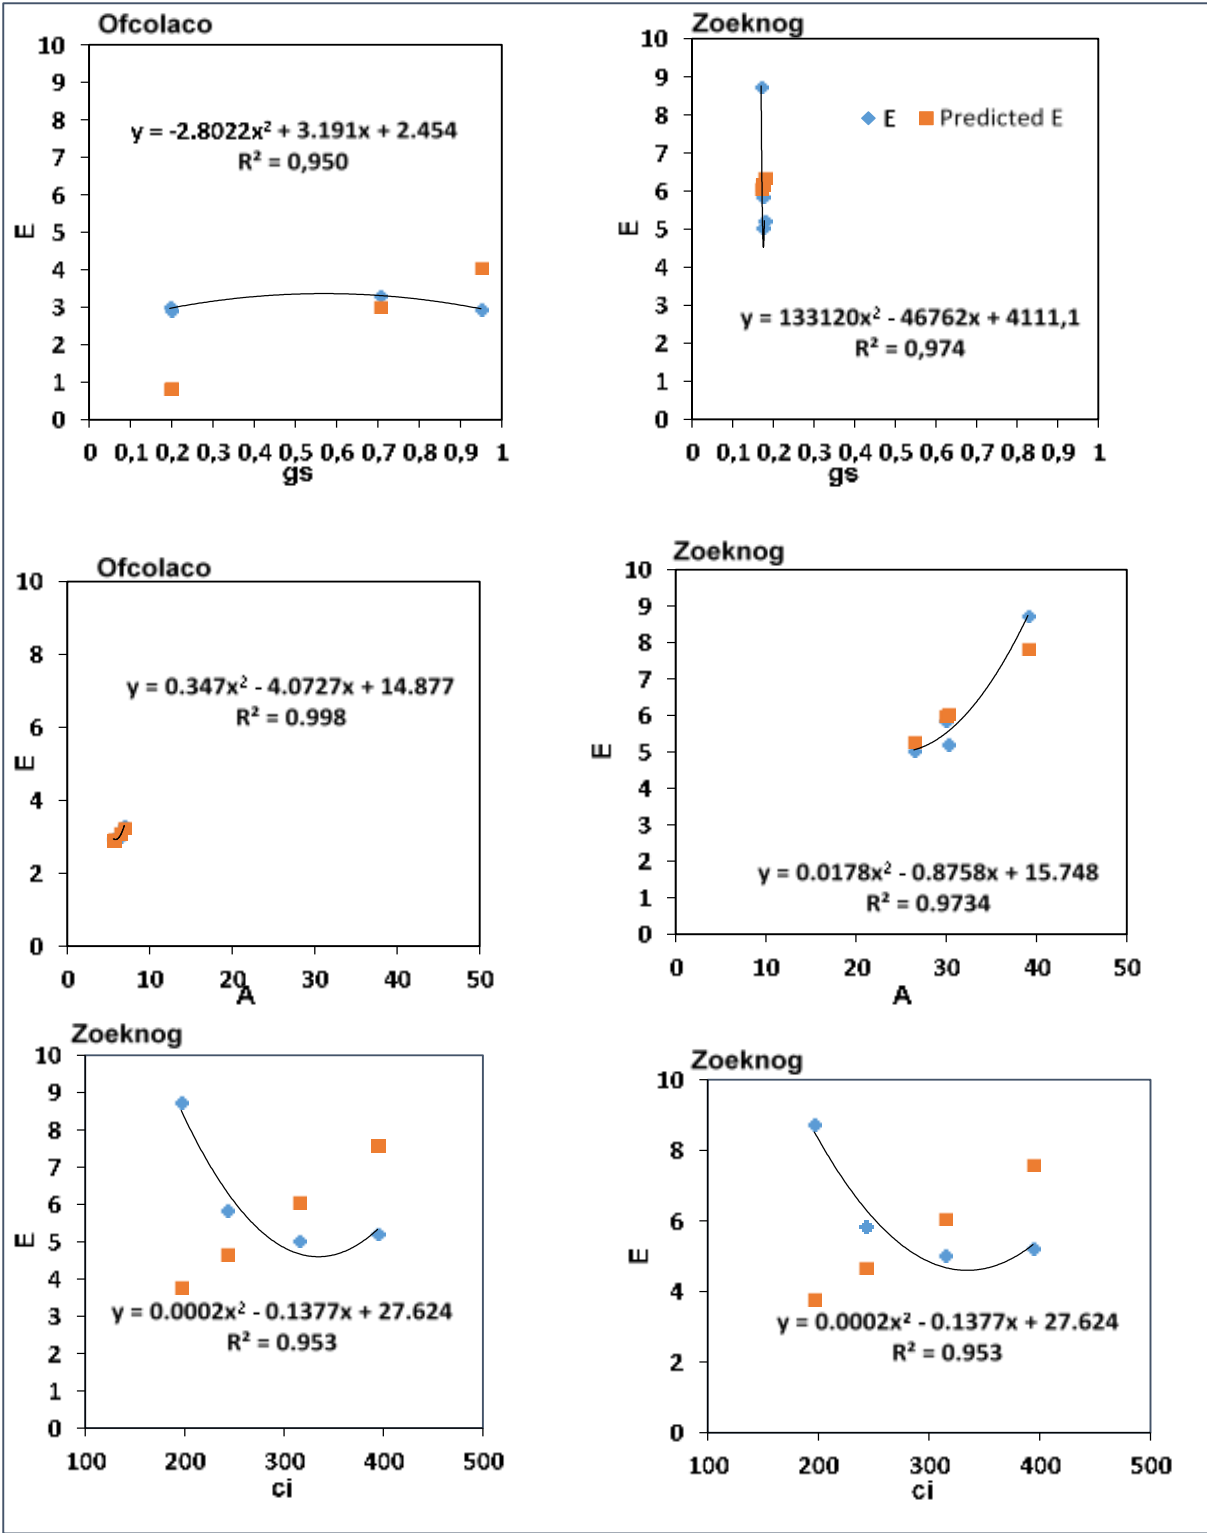 Ofcolaco
10
9
8
7
6
5
4
3
2
1
0
E
y = -2.8022x² + 3.191x + 2.454
R² = 0,950
0 0,1 0,2 0,3 0,4 0,5 0,6 0,7 0,8 0,9 1
gs
Zoeknog
10
9
8
7
6
5
4
3
2
1
0
E
E Predicted E
y = 133120x² - 46762x + 4111,1
R² = 0,974
0 0,1 0,2 0,3 0,4 0,5 0,6 0,7 0,8 0,9 1
gs
Ofcolaco
10
8
6
4
2
0
E
y = 0.347x² - 4.0727x + 14.877
R² = 0.998
0 10 20 30 40 50
A
Zoeknog
10
9
8
7
6
5
4
3
2
1
0
E
y = 0.0178x² - 0.8758x + 15.748
R² = 0.9734
0 10 20 30 40 50
A
Zoeknog
10
9
8
7
6
5
4
3
2
1
0
E
y = 0.0002x² - 0.1377x + 27.624
R² = 0.953
100 200 300 400 500
ci
Zoeknog
10
8
6
4
2
0
E
y = 0.0002x² - 0.1377x + 27.624
R² = 0.953
100 200 300 400 500
ci